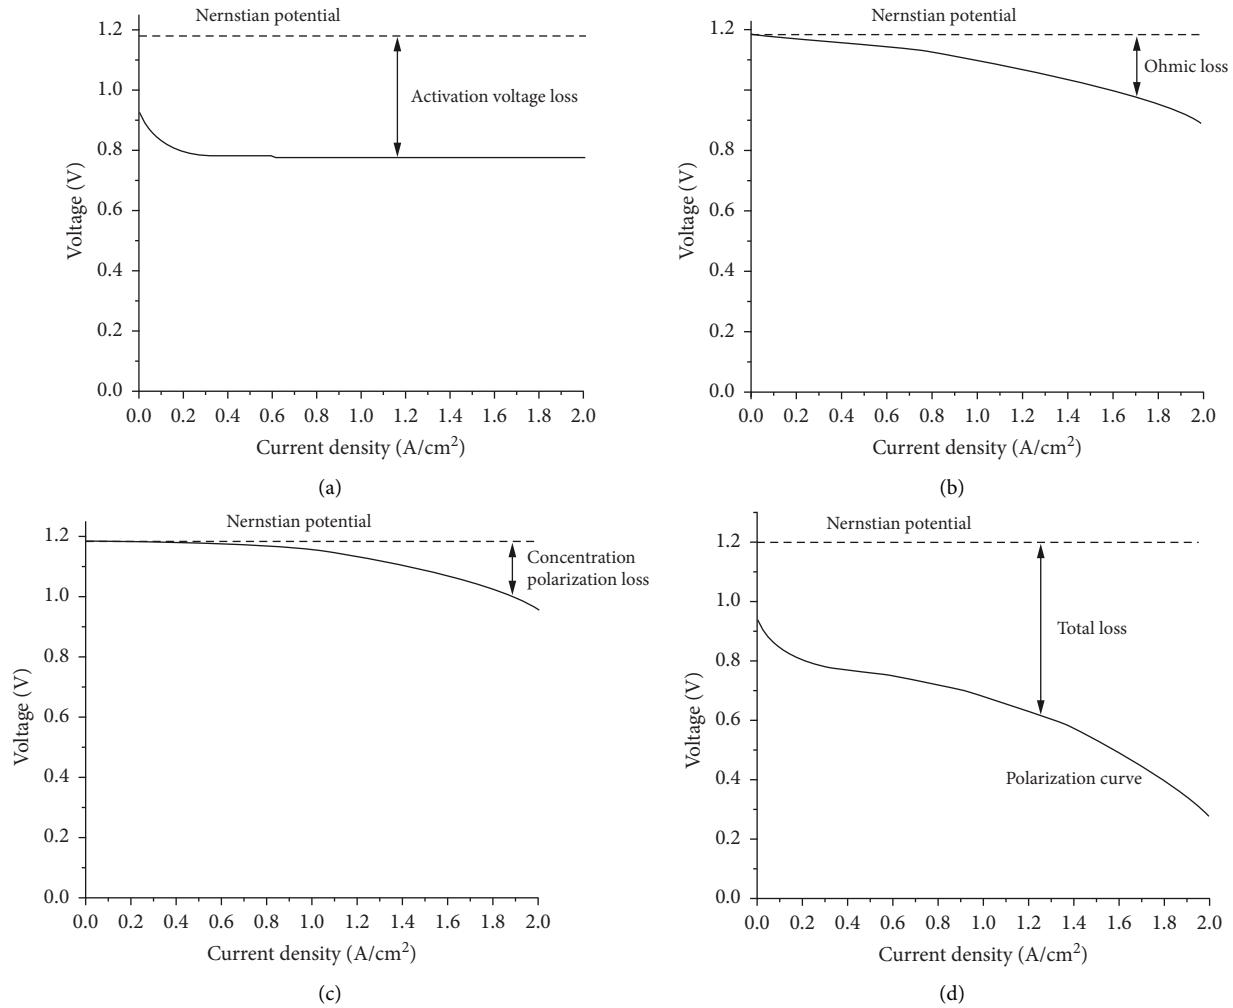 Nernstian potential
1.2
1.0
0.8
0.6
0.4
0.2
0.0
Voltage (V)
Activation voltage loss
0.0 0.2 0.4 0.6 0.8 1.0 1.2 1.4 1.6 1.8 2.0
Current density (A/cm²)
(a)
Nernstian potential
1.2
1.0
0.8
0.6
0.4
0.2
0.0
Voltage (V)
Ohmic loss
0.0 0.2 0.4 0.6 0.8 1.0 1.2 1.4 1.6 1.8 2.0
Current density (A/cm²)
(b)
Nernstian potential
1.2
1.0
0.8
0.6
0.4
0.2
0.0
Voltage (V)
Concentration
polarization loss
0.0 0.2 0.4 0.6 0.8 1.0 1.2 1.4 1.6 1.8 2.0
Current density (A/cm²)
(c)
Nernstian potential
1.2
1.0
0.8
0.6
0.4
0.2
0.0
Voltage (V)
Total loss
Polarization curve
0.0 0.2 0.4 0.6 0.8 1.0 1.2 1.4 1.6 1.8 2.0
Current density (A/cm²)
(d)